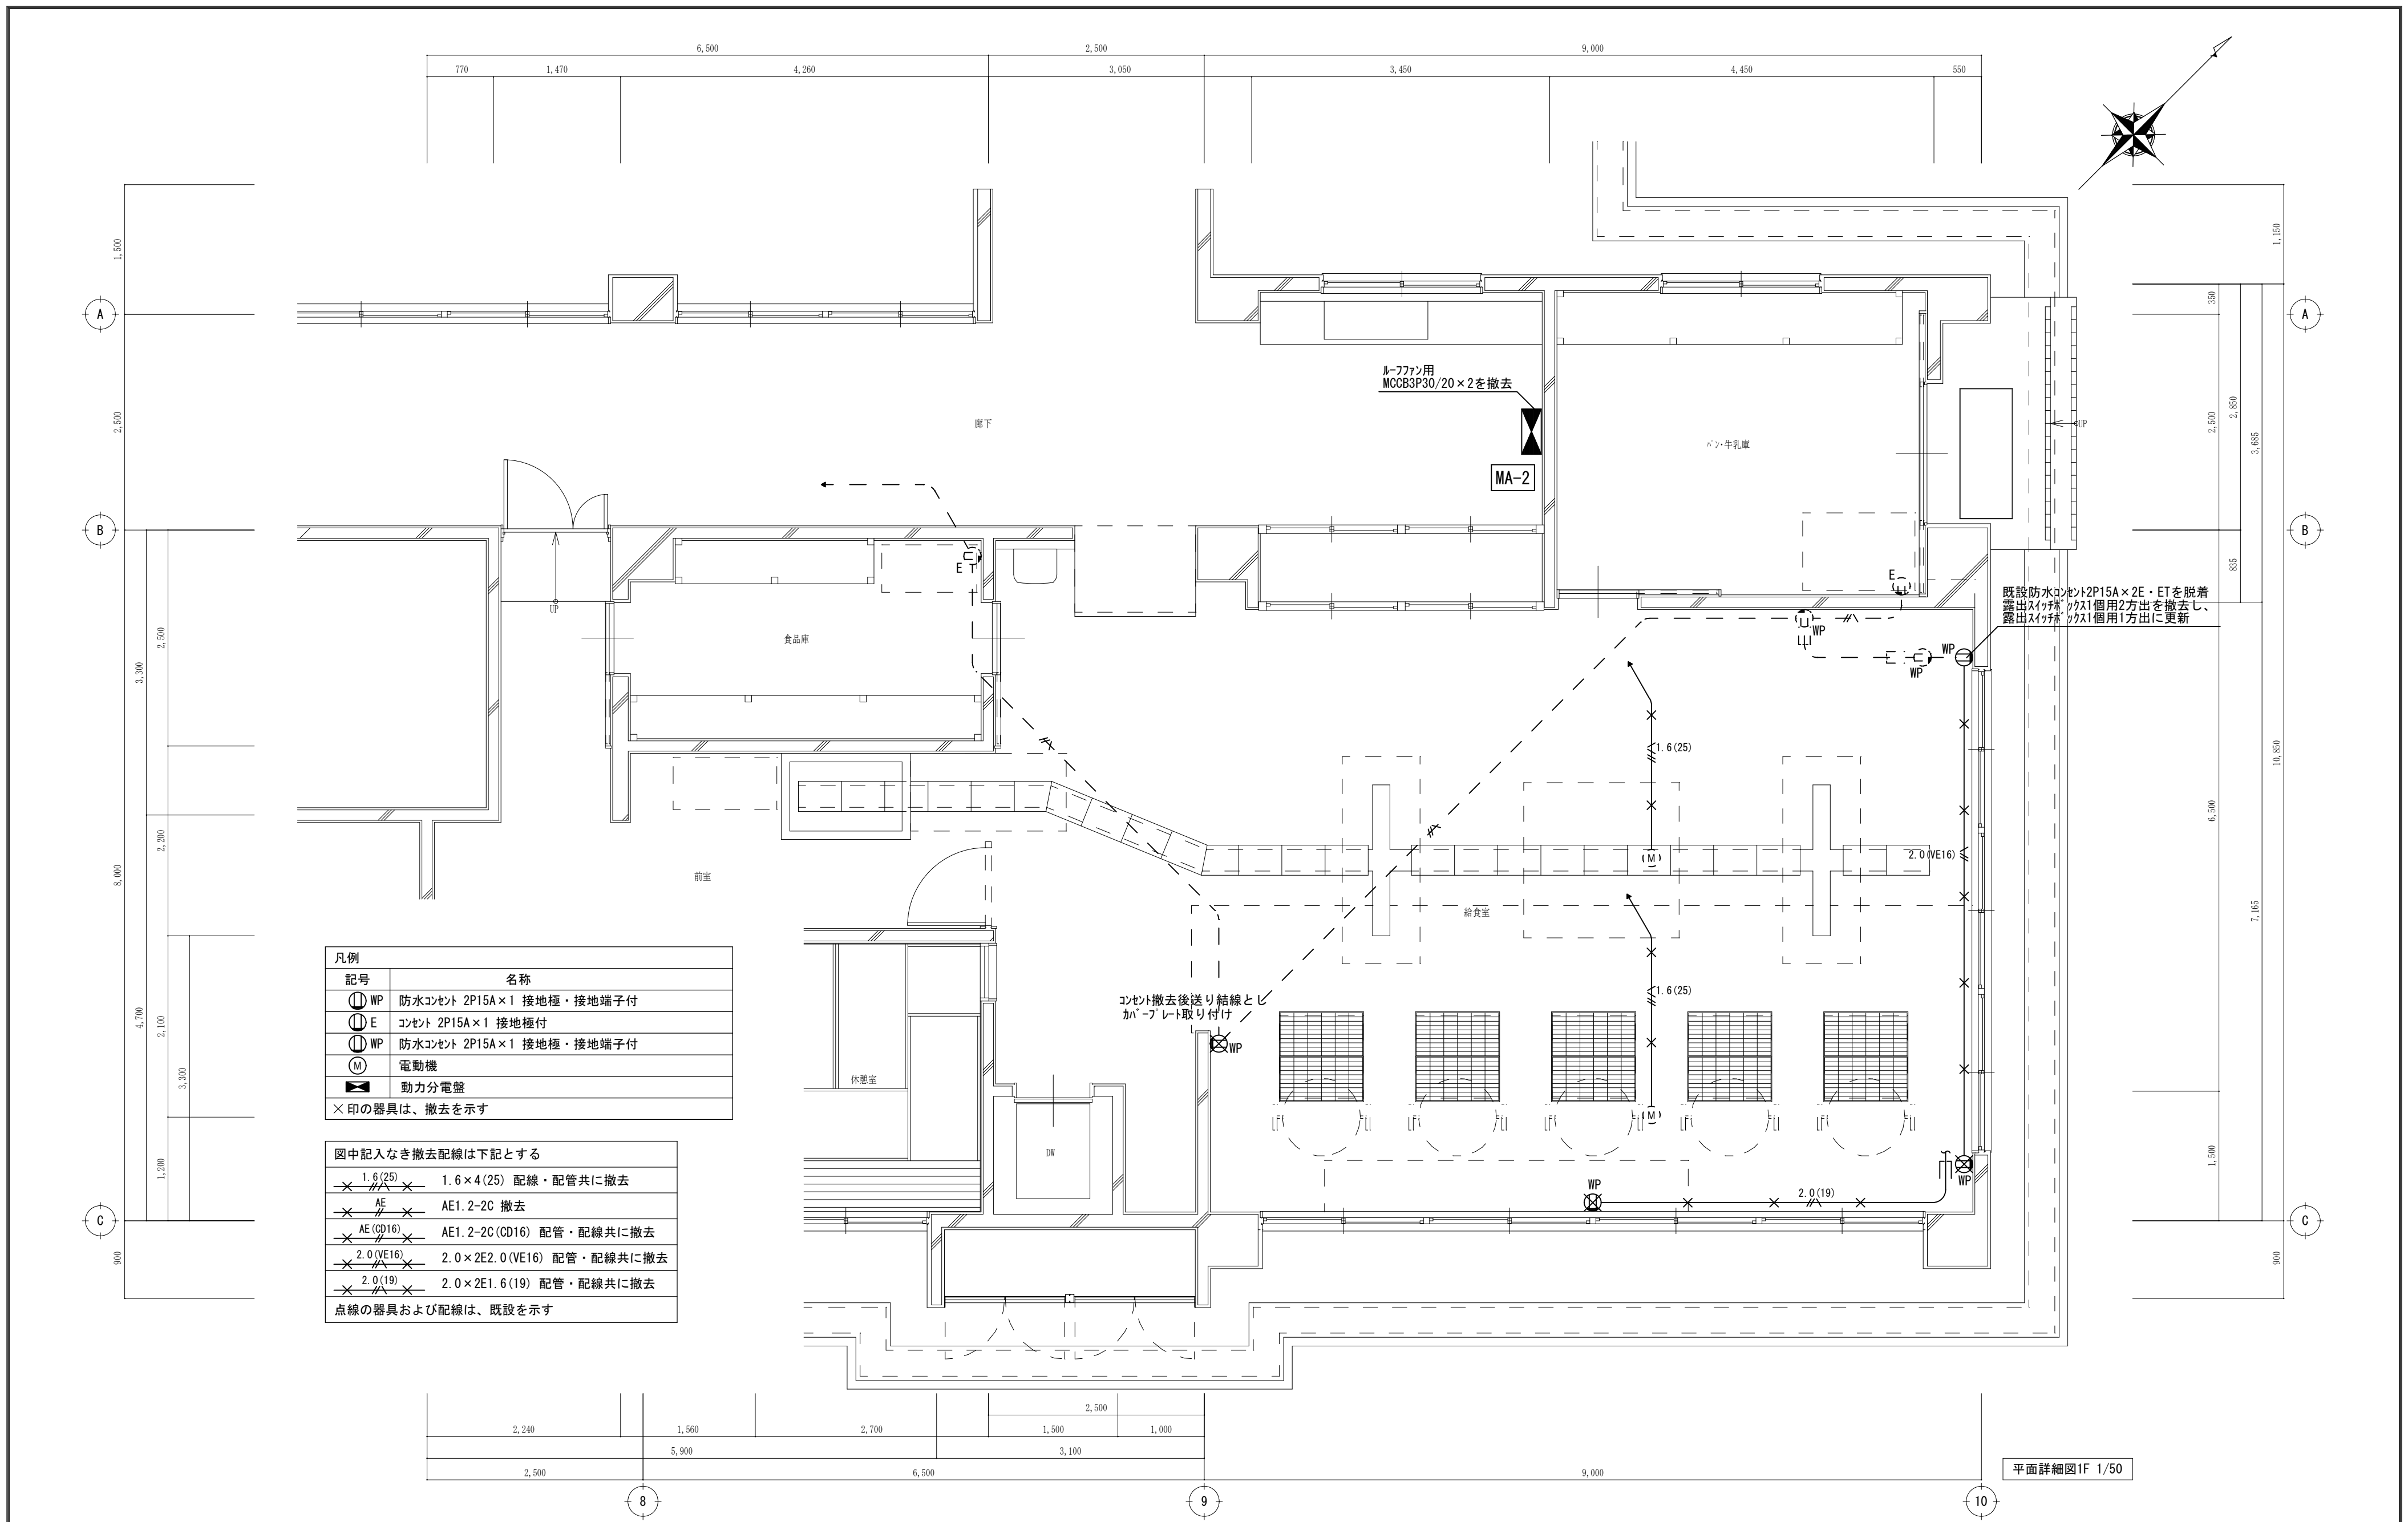 6,500
2,500
9,000
770
1,470
4,260
3,050
3,450
4,450
550
1,500
2,500
3,300
2,500
8,000
2,200
4,700
2,100
3,300
1,200
900
A
B
C
1,150
350
2,850
2,500
3,685
835
10,850
6,500
7,165
1,500
900
A
B
C
ルーフファン用
MCCB3P30/20×2を撤去
廊下
パン・牛乳庫
UP
MA-2
E T
E
UP
食品庫
既設防水コンセント2P15A×2E・ETを脱着
露出スイッチボックス1個用2方出を撤去し、
露出スイッチボックス1個用1方出に更新
WP
WP
WP
1.6(25)
2.0(VE16)
M
前室
給食室
1.6(25)
コンセント撤去後送り結線とし
カバープレート取り付け
WP
休憩室
M
DW
WP
WP
2.0(19)
凡例
記号 名称
WP 防水コンセント 2P15A×1 接地極・接地端子付
E コンセント 2P15A×1 接地極付
WP 防水コンセント 2P15A×1 接地極・接地端子付
M 電動機
動力分電盤
×印の器具は、撤去を示す
図中記入なき撤去配線は下記とする
1.6(25) 1.6×4(25) 配線・配管共に撤去
AE AE1.2-2C 撤去
AE(CD16) AE1.2-2C(CD16) 配管・配線共に撤去
2.0(VE16) 2.0×2E2.0(VE16) 配管・配線共に撤去
2.0(19) 2.0×2E1.6(19) 配管・配線共に撤去
点線の器具および配線は、既設を示す
2,500
2,240
1,560
2,700
1,500
1,000
5,900
3,100
2,500
6,500
9,000
8
9
10
平面詳細図1F 1/50